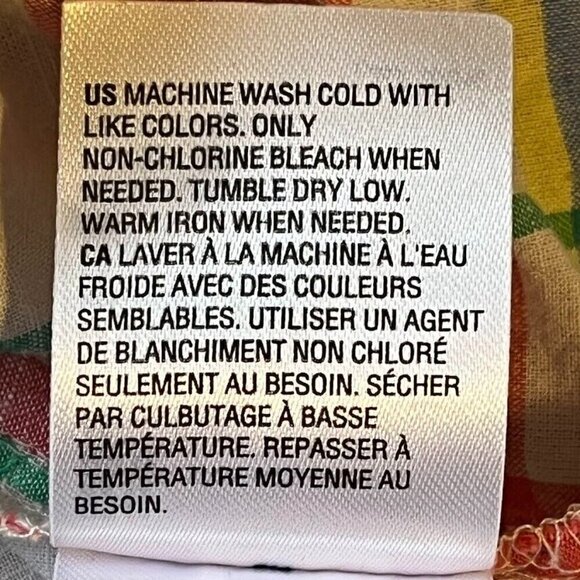 US MACHINE WASH COLD WITH
LIKE COLORS. ONLY
NON-CHLORINE BLEACH WHEN
NEEDED. TUMBLE DRY LOW.
WARM IRON WHEN NEEDED.
CA LAVER À LA MACHINE À L'EAU
FROIDE AVEC DES COULEURS
SEMBLABLES. UTILISER UN AGENT
DE BLANCHIMENT NON CHLORÉ
SEULEMENT AU BESOIN. SÉCHER
PAR CULBUTAGE À BASSE
TEMPÉRATURE. REPASSER À
TEMPÉRATURE MOYENNE AU
BESOIN.